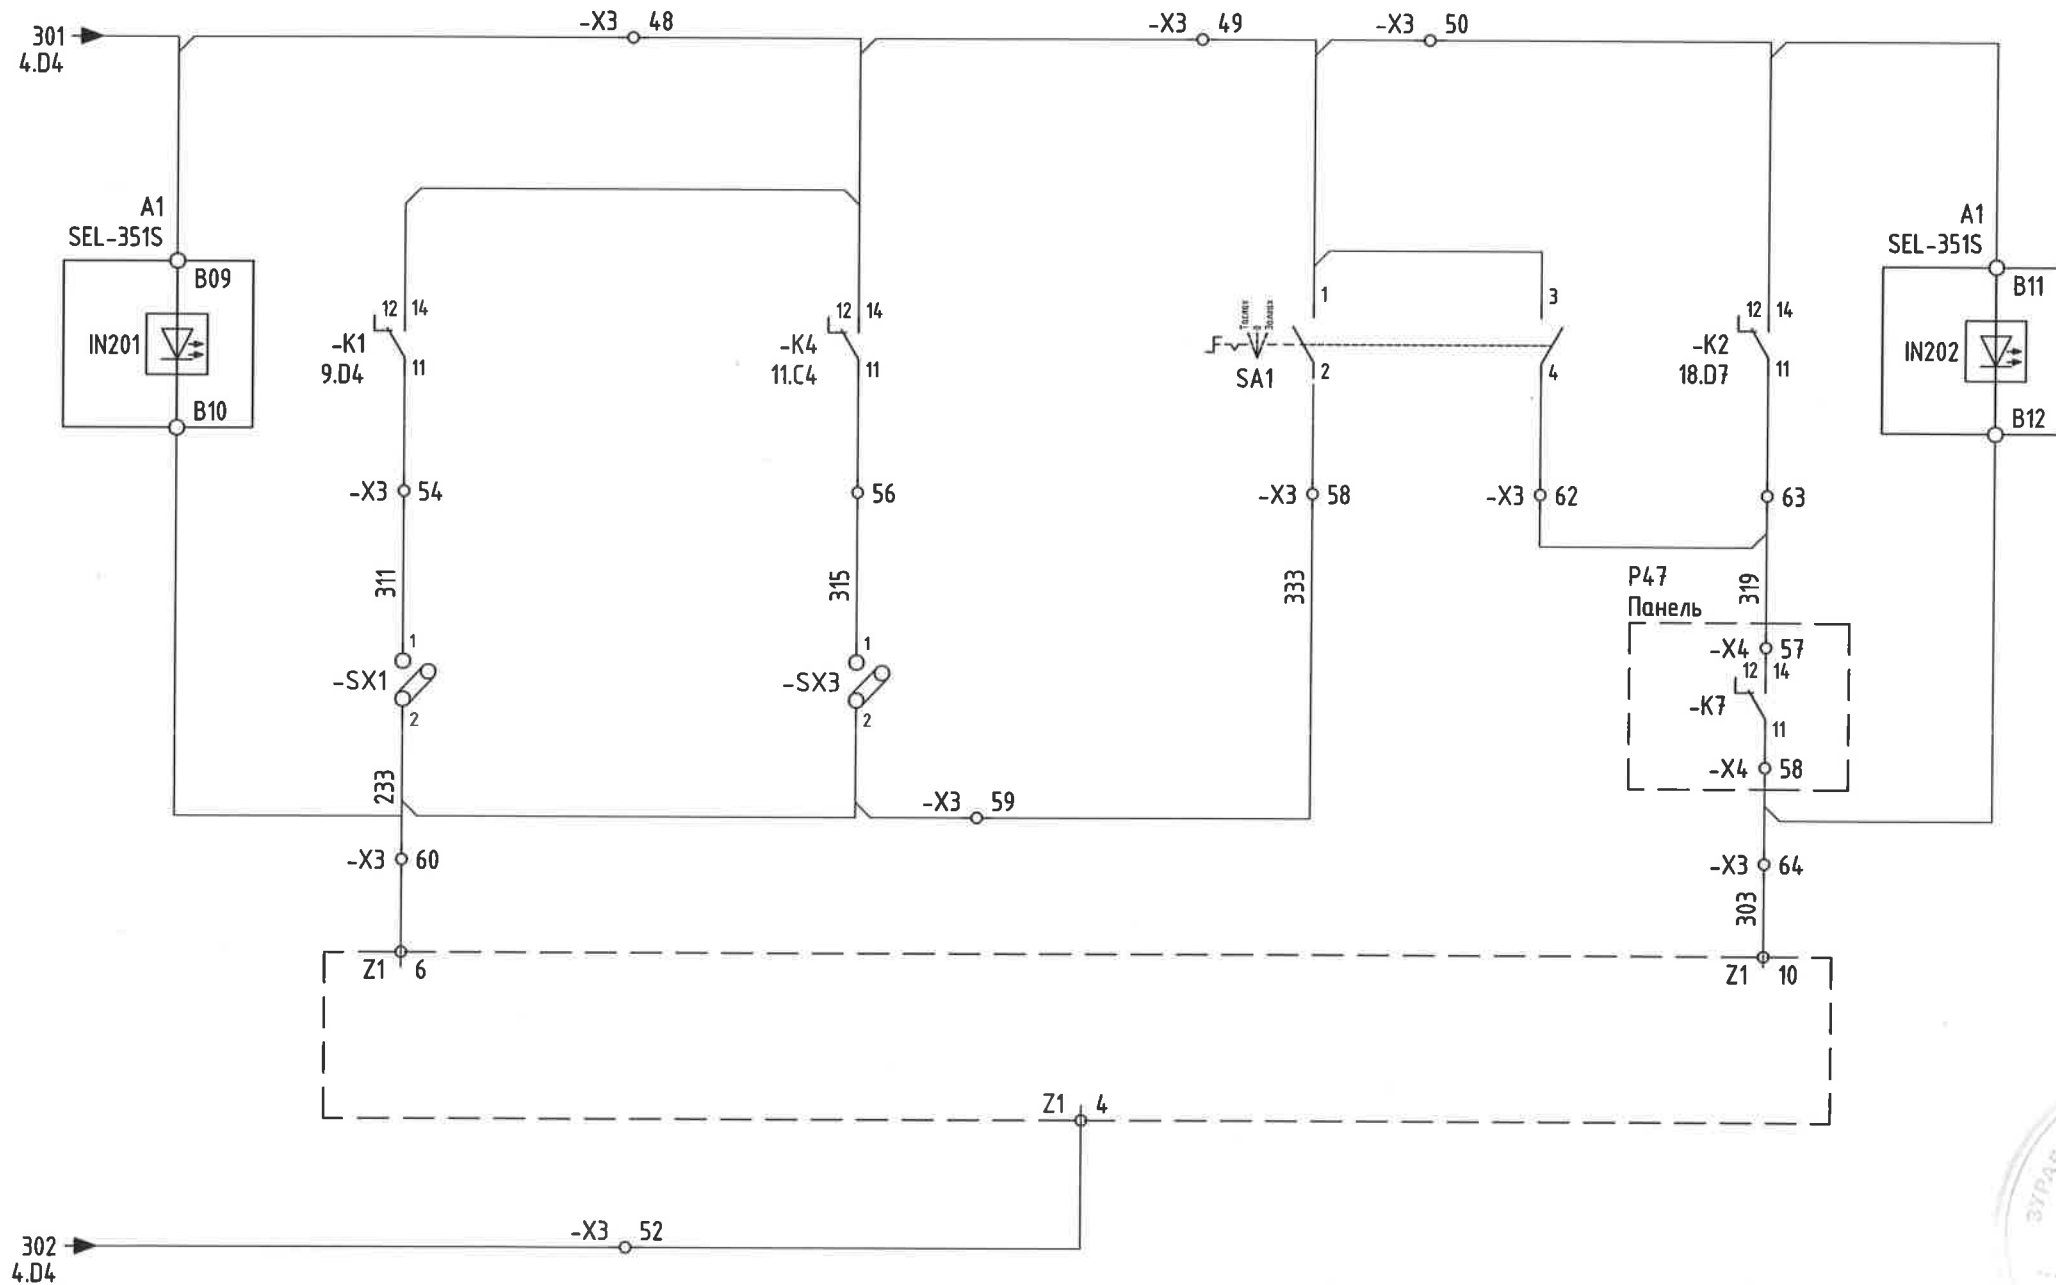 301
4.D4
-X3 48
-X3 49
-X3 50
A1
SEL-351S
B09
IN201
B10
12 14
-K1
9.D4
11
12 14
-K4
11.C4
11
Таслах
0
Залгах
SA1
1
2
3
4
12 14
-K2
18.D7
11
A1
SEL-351S
B11
IN202
B12
-X3 54
56
-X3 58
-X3 62
63
311
315
333
319
P47
Панель
-X4 57
12 14
-K7
11
-X4 58
1
-SX1
2
1
-SX3
2
233
-X3 59
-X3 60
-X3 64
303
Z1 6
Z1 10
Z1 4
302
4.D4
-X3 52